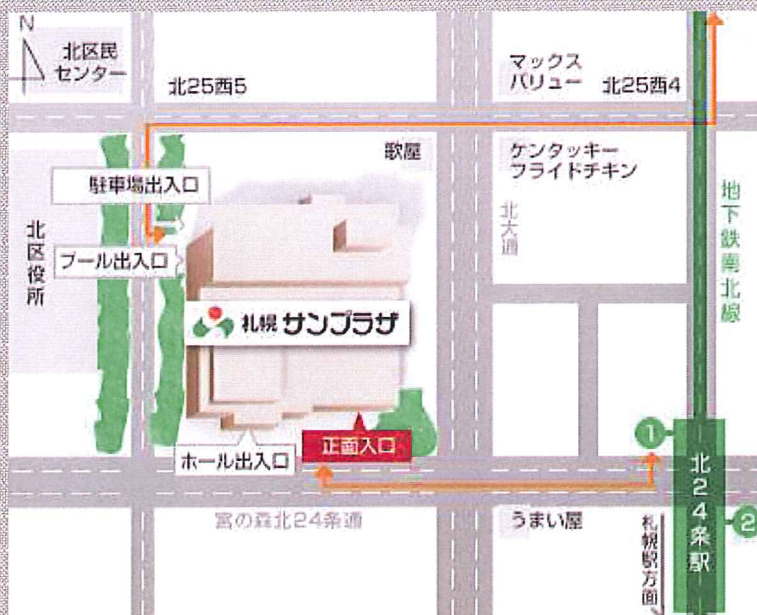 N
北区民
センター
北25西5
マックス
バリュー
北25西4
歌屋
ケンタッキー
フライドチキン
駐車場出入口
北大通
地下鉄南北線
北区役所
プール出入口
札幌 サンプラザ
1
正面入口
ホール出入口
北24条駅
宮の森北24条通
うまい屋
札幌駅方面
2